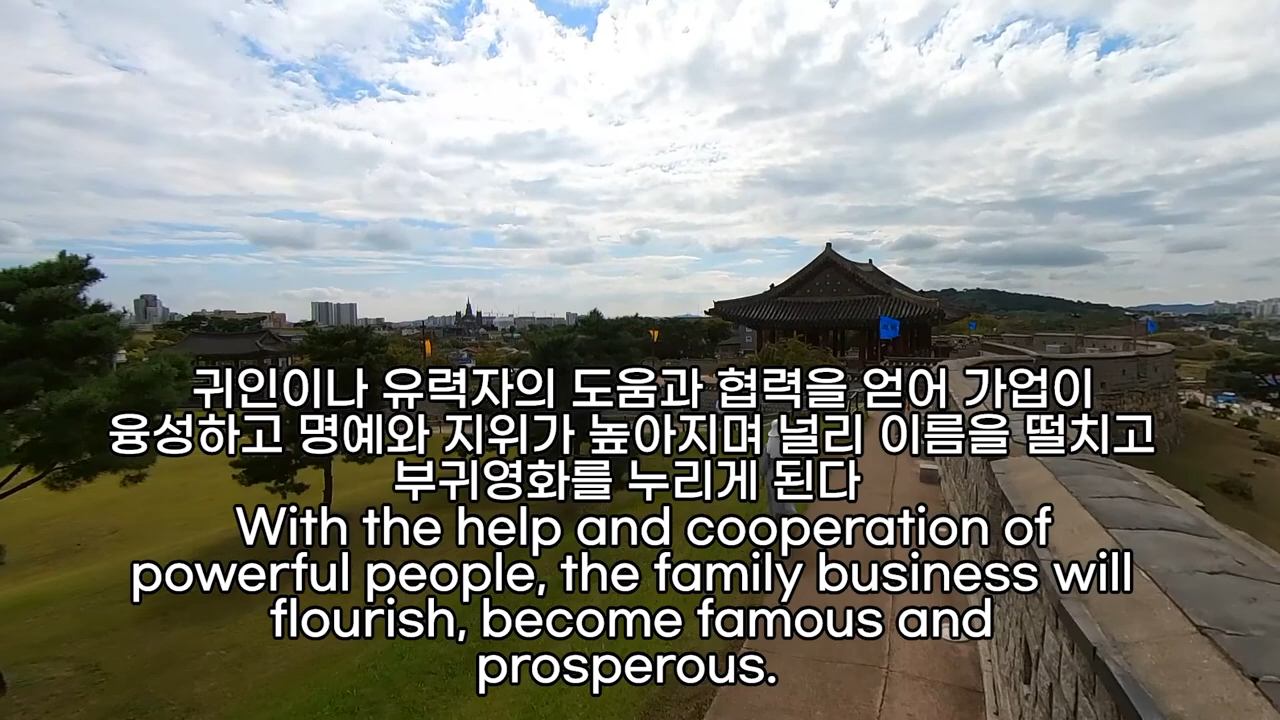 귀인이나 유력자의 도움과 협력을 얻어 가업이
융성하고 명예와 지위가 높아지며 널리 이름을 떨치고
부귀영화를 누리게 된다
With the help and cooperation of
powerful people, the family business will
flourish, become famous and
prosperous.